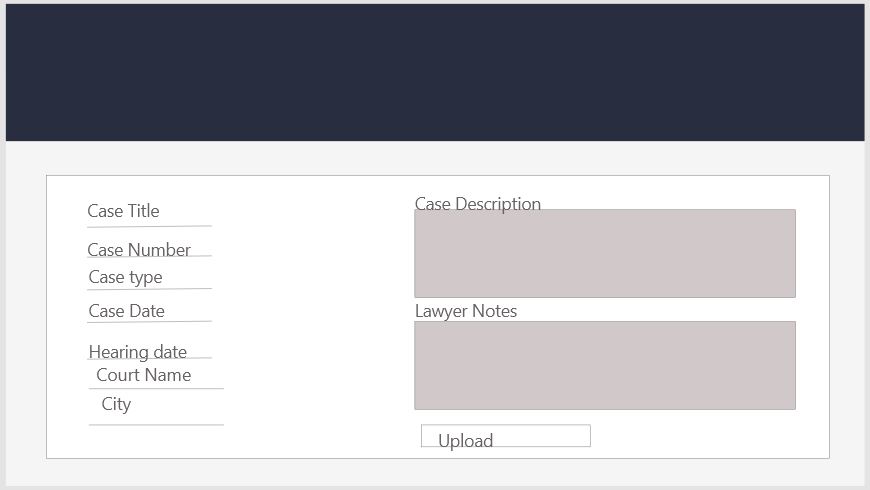 Case Title
Case Number
Case type
Case Date
Hearing date
Court Name
City
Case Description
Lawyer Notes
Upload